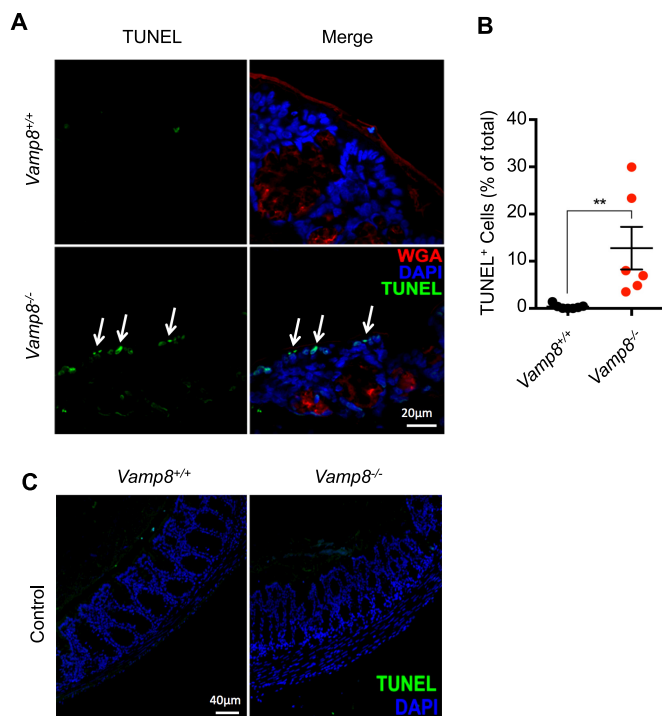 A
TUNEL
Merge
Vamp8+/+
Vamp8-/-
WGA
DAPI
TUNEL
20µm
B
TUNEL+ Cells (% of total)
40
30
20
10
0
**
Vamp8+/+
Vamp8-/-
C
Vamp8+/+
Vamp8-/-
Control
40µm
TUNEL
DAPI